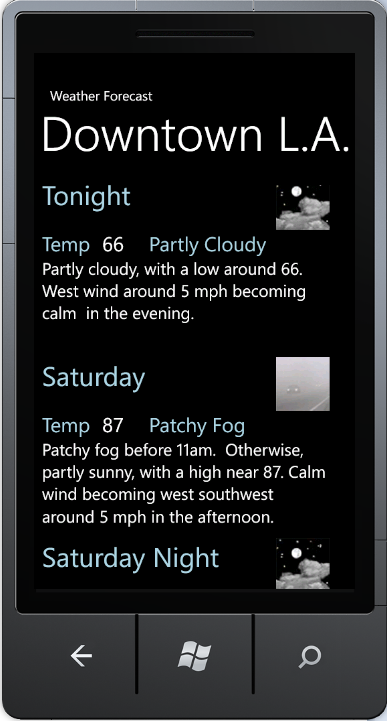 Weather Forecast
Downtown L.A.
Tonight
Temp 66 Partly Cloudy
Partly cloudy, with a low around 66.
West wind around 5 mph becoming
calm  in the evening.
Saturday
Temp 87 Patchy Fog
Patchy fog before 11am.  Otherwise,
partly sunny, with a high near 87. Calm
wind becoming west southwest
around 5 mph in the afternoon.
Saturday Night